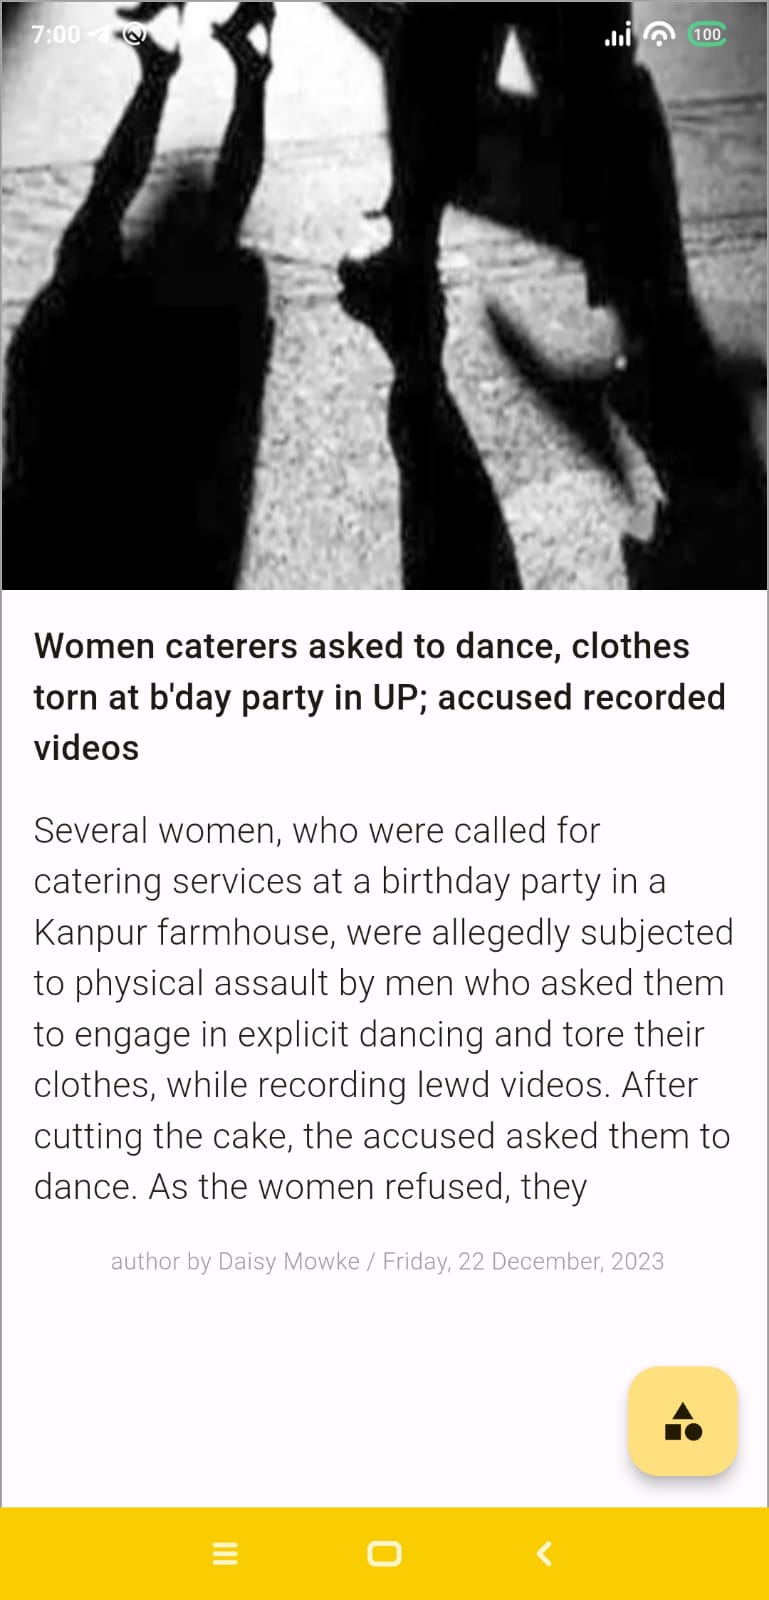 7:00
100
Women caterers asked to dance, clothes
torn at b'day party in UP; accused recorded
videos
Several women, who were called for
catering services at a birthday party in a
Kanpur farmhouse, were allegedly subjected
to physical assault by men who asked them
to engage in explicit dancing and tore their
clothes, while recording lewd videos. After
cutting the cake, the accused asked them to
dance. As the women refused, they
author by Daisy Mowke / Friday, 22 December, 2023